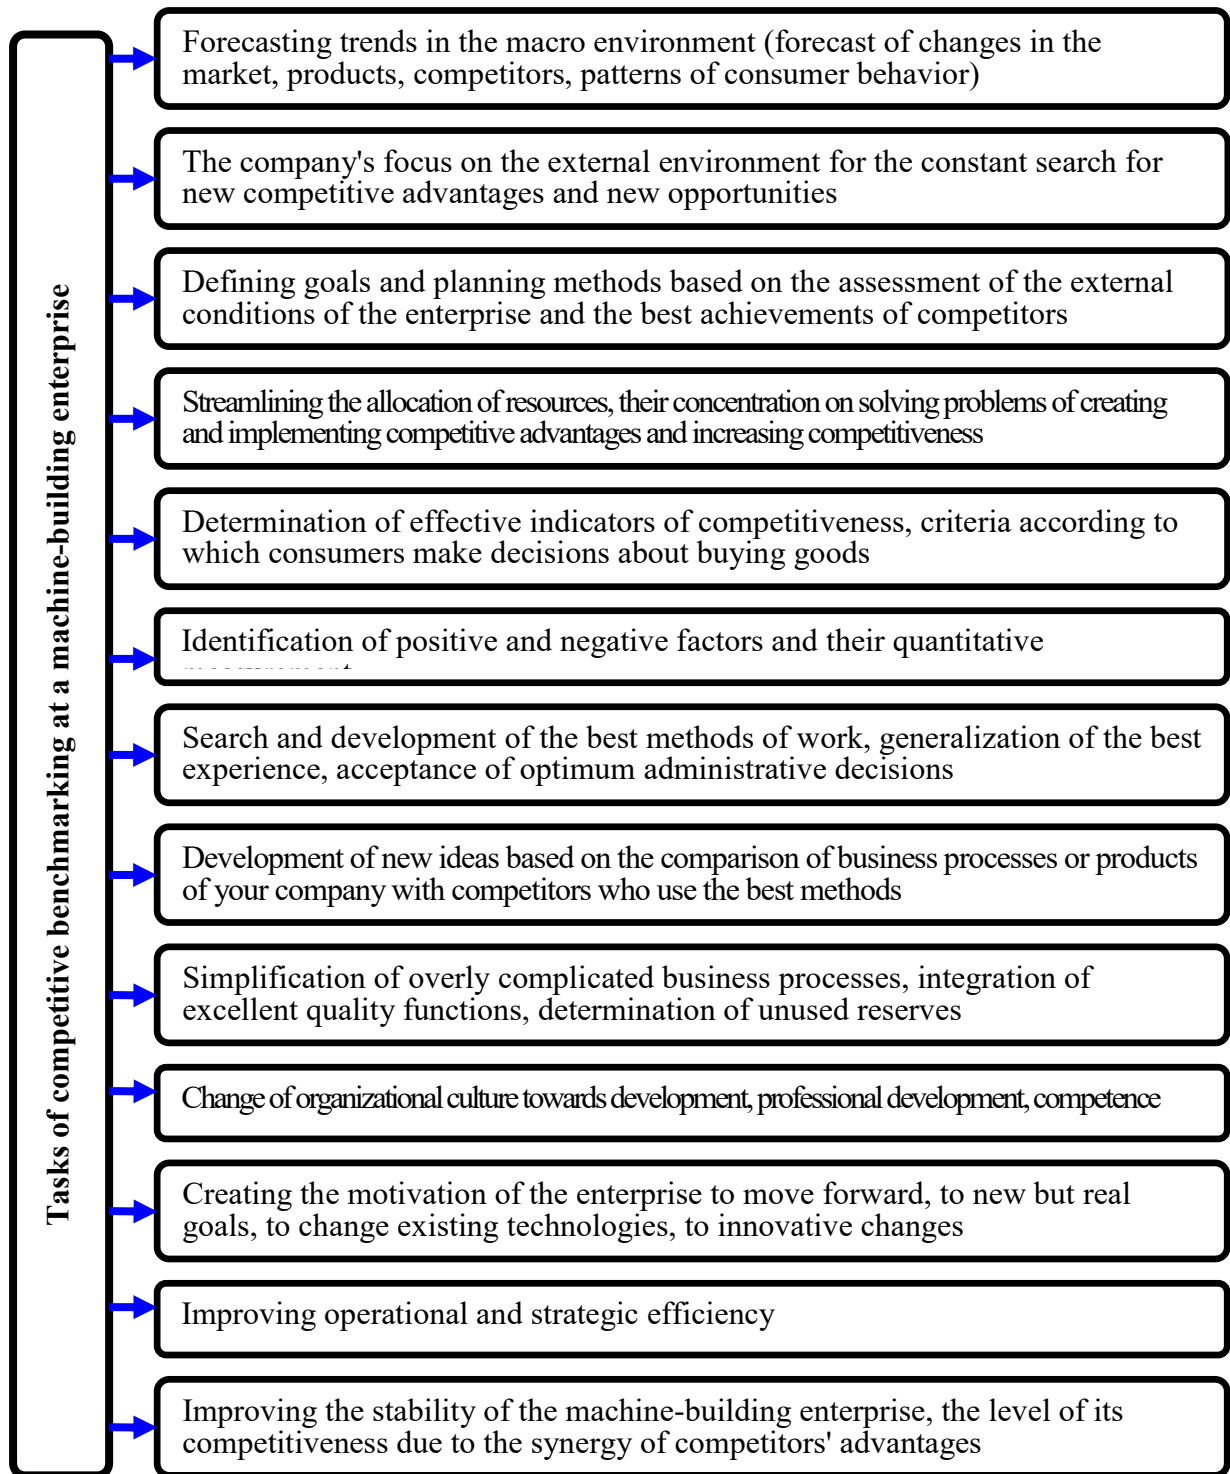 Tasks of competitive benchmarking at a machine-building enterprise
Forecasting trends in the macro environment (forecast of changes in the
market, products, competitors, patterns of consumer behavior)
The company's focus on the external environment for the constant search for
new competitive advantages and new opportunities
Defining goals and planning methods based on the assessment of the external
conditions of the enterprise and the best achievements of competitors
Streamlining the allocation of resources, their concentration on solving problems of creating
and implementing competitive advantages and increasing competitiveness
Determination of effective indicators of competitiveness, criteria according to
which consumers make decisions about buying goods
Identification of positive and negative factors and their quantitative
Search and development of the best methods of work, generalization of the best
experience, acceptance of optimum administrative decisions
Development of new ideas based on the comparison of business processes or products
of your company with competitors who use the best methods
Simplification of overly complicated business processes, integration of
excellent quality functions, determination of unused reserves
Change of organizational culture towards development, professional development, competence
Creating the motivation of the enterprise to move forward, to new but real
goals, to change existing technologies, to innovative changes
Improving operational and strategic efficiency
Improving the stability of the machine-building enterprise, the level of its
competitiveness due to the synergy of competitors' advantages